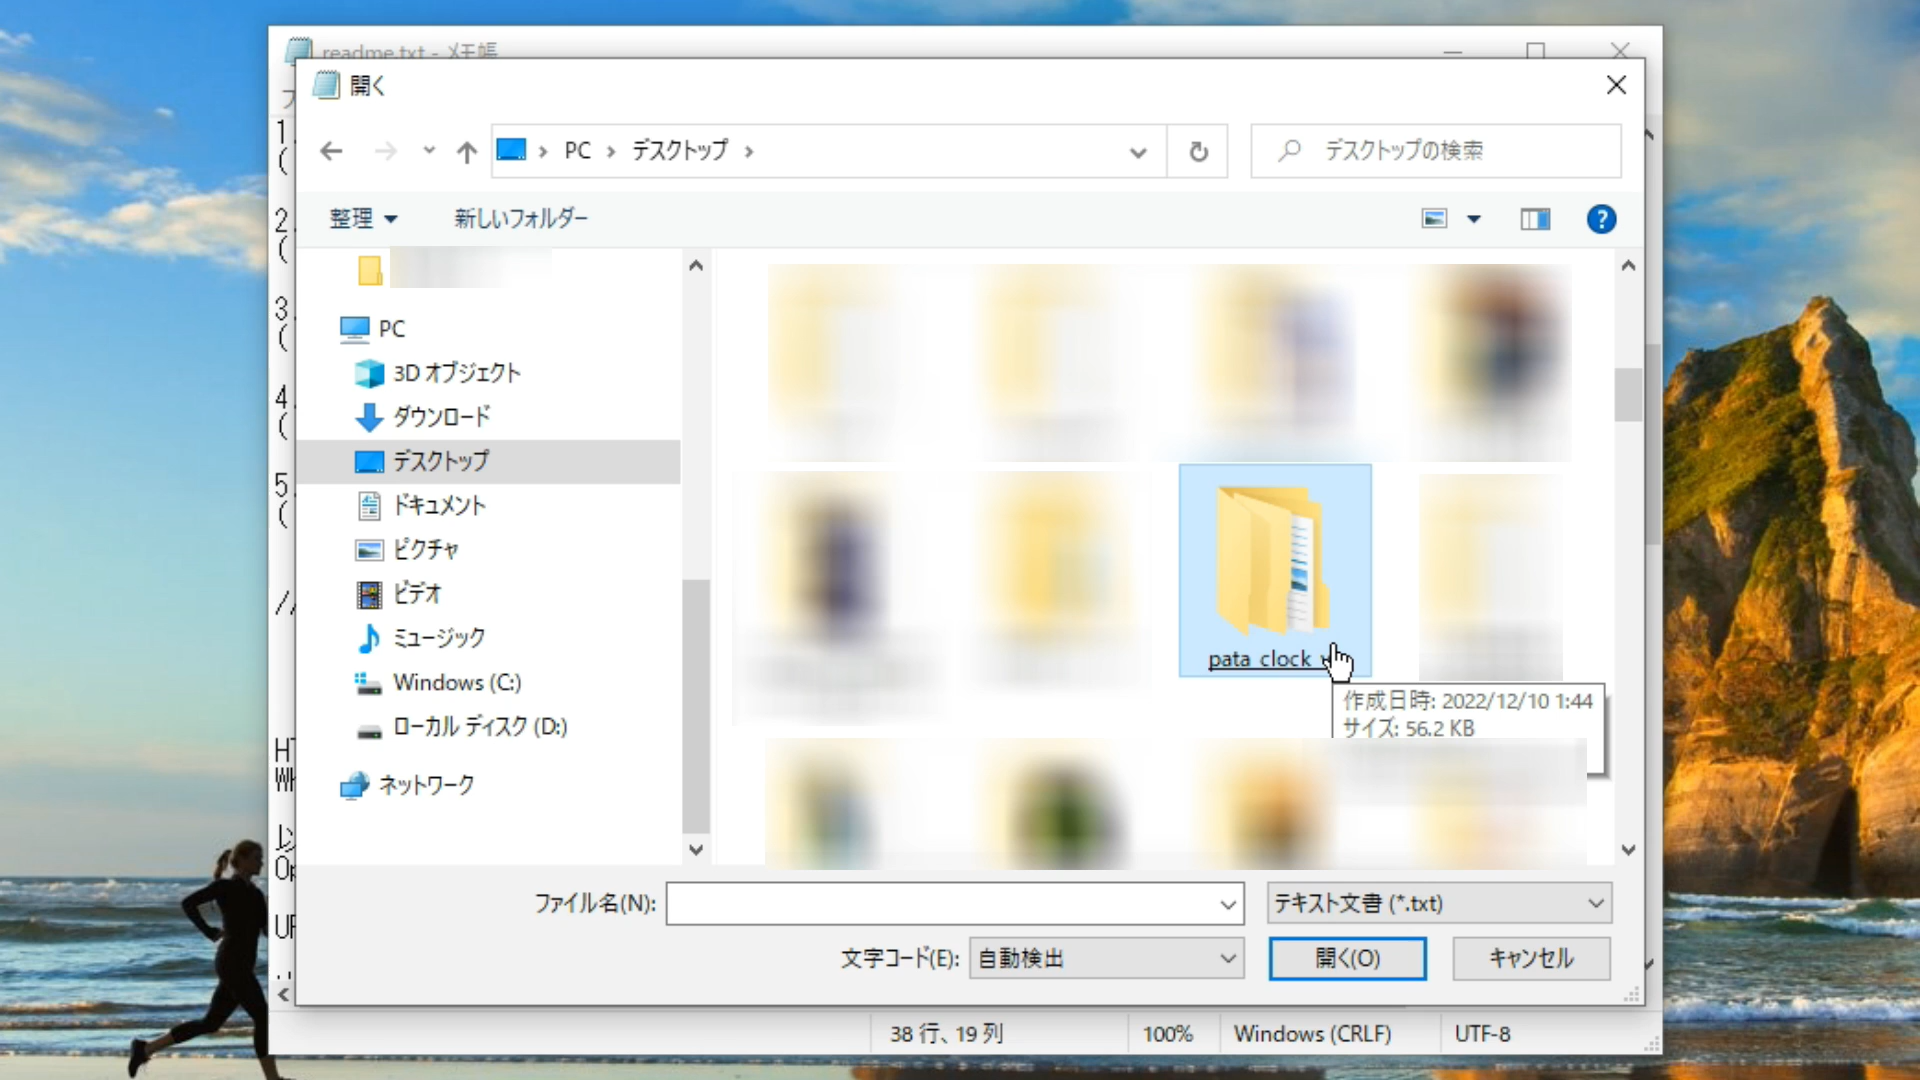 readme.txt - メモ帳
開く
PC
デスクトップ
デスクトップの検索
整理
新しいフォルダー
PC
3D オブジェクト
ダウンロード
デスクトップ
ドキュメント
ピクチャ
ビデオ
ミュージック
Windows (C:)
ローカル ディスク (D:)
ネットワーク
1.
(
2.
(
3.
(
4.
(
5.
(
//
pata_clock
作成日時: 2022/12/10 1:44
サイズ: 56.2 KB
ファイル名(N):
テキスト文書 (*.txt)
文字コード(E):
自動検出
開く(O)
キャンセル
38 行、19 列
100%
Windows (CRLF)
UTF-8